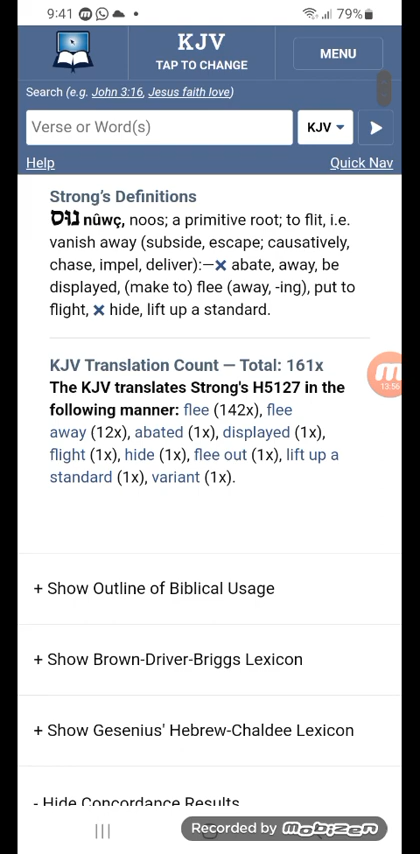 9:41 79%
KJV
TAP TO CHANGE
MENU
Search (e.g. John 3:16, Jesus faith love)
Verse or Word(s)
KJV
Help Quick Nav
Strong's Definitions
נוּס nûwç, noos; a primitive root; to flit, i.e.
vanish away (subside, escape; causatively,
chase, impel, deliver):—× abate, away, be
displayed, (make to) flee (away, -ing), put to
flight, × hide, lift up a standard.
KJV Translation Count — Total: 161x
The KJV translates Strong's H5127 in the
following manner: flee (142x), flee
away (12x), abated (1x), displayed (1x),
flight (1x), hide (1x), flee out (1x), lift up a
standard (1x), variant (1x).
13:56
+ Show Outline of Biblical Usage
+ Show Brown-Driver-Briggs Lexicon
+ Show Gesenius' Hebrew-Chaldee Lexicon
- Hide Concordance Results
Recorded by mobizen